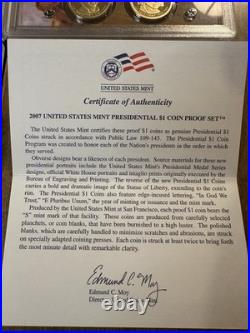 UNITED STATES MINT
Certificate of Authenticity
2007 UNITED STATES MINT PRESIDENTIAL $1 COIN PROOF SET™
The United States Mint certifies these proof $1 coins as genuine Presidential $1
Coins struck in accordance with Public Law 109-145. The Presidential $1 Coin
Program was created to honor each of the Nation's presidents in the order in which
they served.
Obverse designs bear a likeness of each president. Source materials for these new
presidential portraits include the United States Mint's Presidential Medal Series
designs, official White House portraits and intaglio prints originally executed by the
Bureau of Engraving and Printing. The reverse of the new Presidential $1 Coins
carries a bold and dramatic image of the Statue of Liberty, extending to the coin's
rim. The Presidential $1 Coins also feature edge-incused lettering, "In God We
Trust," "E Pluribus Unum," the year of minting or issuance and the mint mark.
Produced by the United States Mint at San Francisco, each proof $1 coin bears the
"S" mint mark of that facility. These coins are produced from carefully selected
planchets, or coin blanks, that have been burnished to a high luster. The polished
blanks, which are carefully handled to minimize scratches and abrasions, are struck
on specially adapted coining presses. Each coin is struck at least twice to bring forth
the most minute detail with remarkable clarity.
Edmund C. Moy
Edmund C. Moy